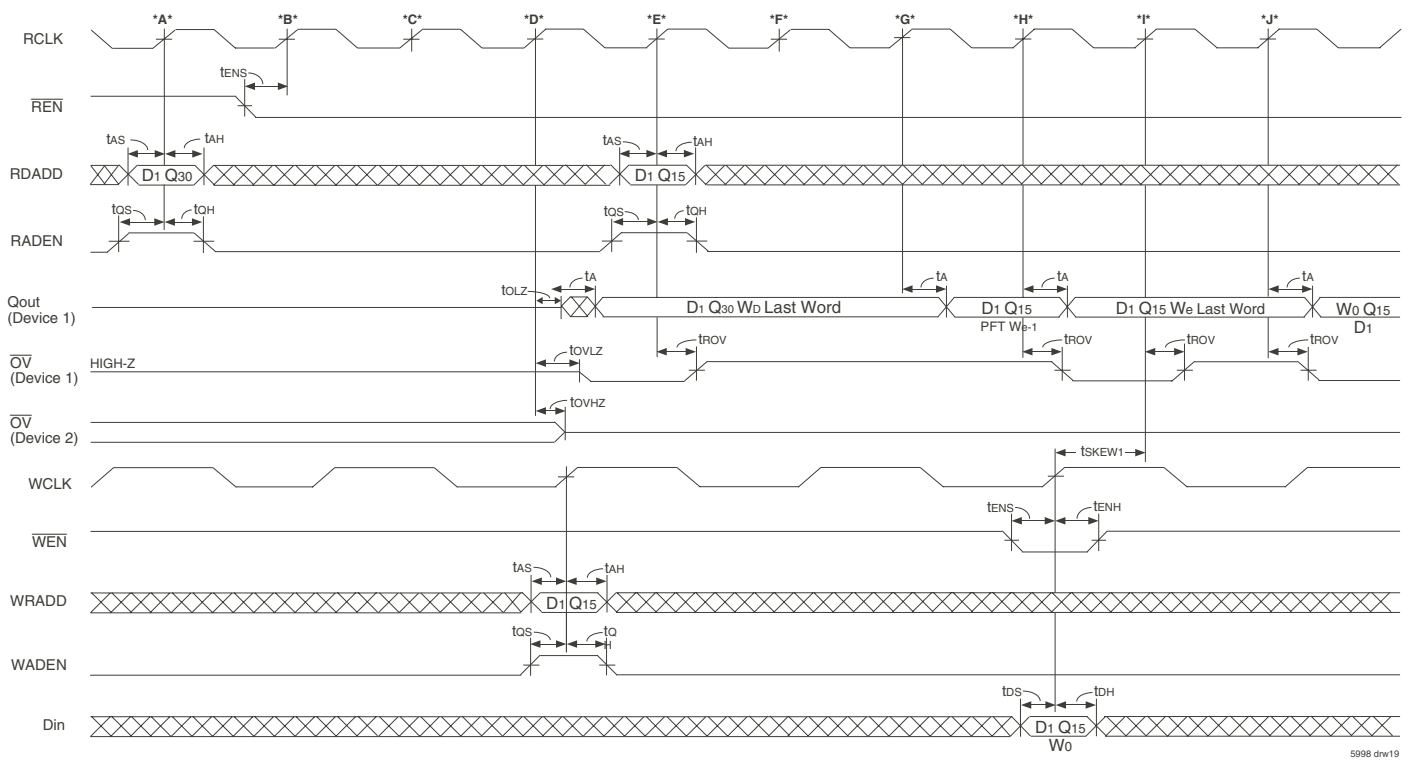 *A* *B* *C* *D* *E* *F* *G* *H* *I* *J*
RCLK
tENS
REN
tAS tAH tAS tAH
RDADD D1 Q30 D1 Q15
tQS tQH tQS tQH
RADEN
tOLZ tA tA tA tA
Qout
(Device 1)
D1 Q30 WD Last Word D1 Q15 D1 Q15 We Last Word W0 Q15
PFT We-1 D1
tOVLZ tROV tROV tROV tROV
OV HIGH-Z
(Device 1)
tOVHZ
OV
(Device 2)
tSKEW1
WCLK
tENS tENH
WEN
tAS tAH
WRADD D1 Q15
tQS tQ
H
WADEN
tDS tDH
Din D1 Q15
W0
5998 drw19